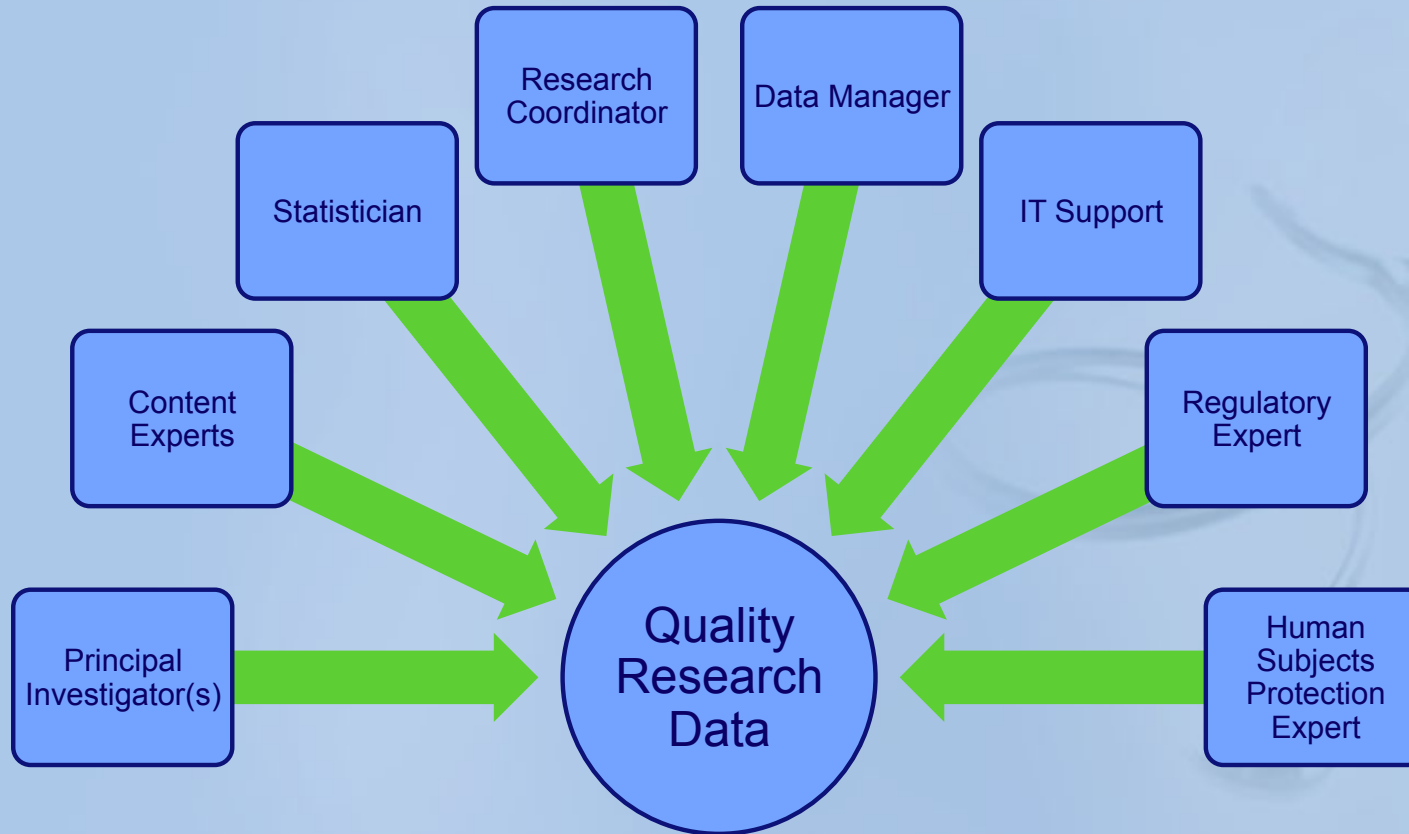 Research
Coordinator
Data Manager
Statistician
IT Support
Content
Experts
Regulatory
Expert
Principal
Investigator(s)
Quality
Research
Data
Human
Subjects
Protection
Expert